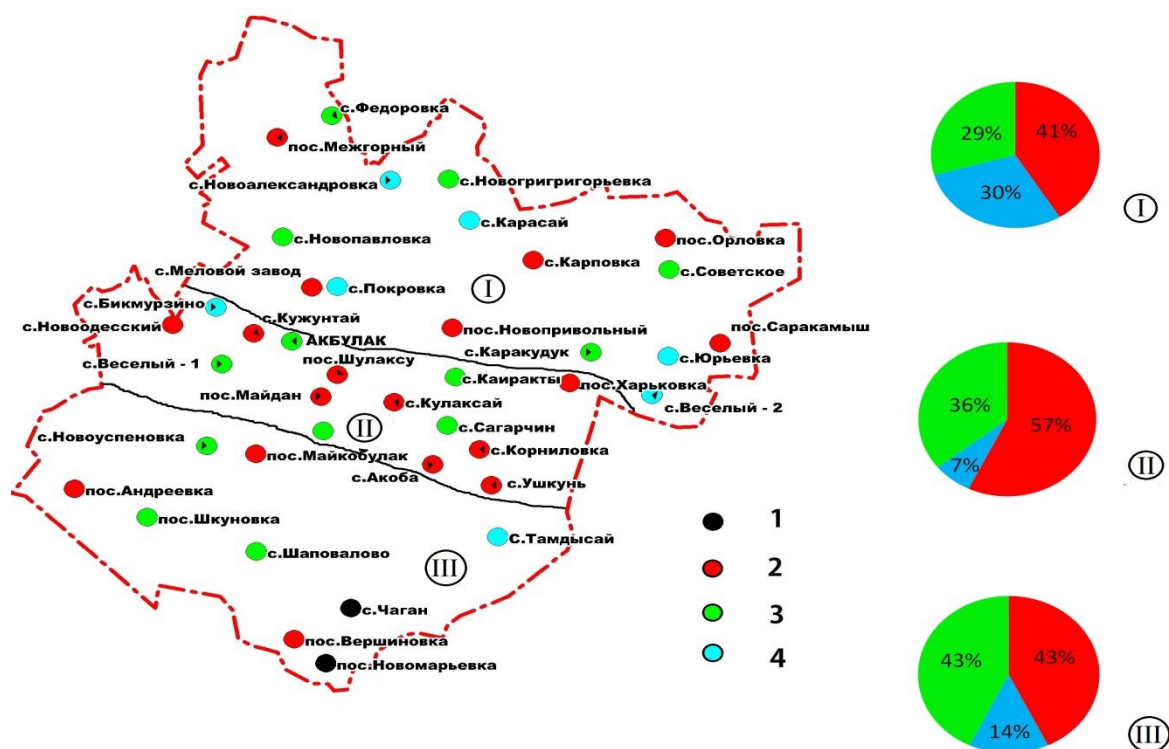 с.Федоровка
пос.Межгорный
с.Новоалександровка
с.Новогригригорьевка
с.Карасай
с.Новопавловка
пос.Орловка
с.Карповка
с.Советское
с.Меловой завод
с.Покровка
I
с.Бикмурзйно
с.Кужунтай
с.Новоодесский
АКБУЛАК
пос.Новопривольный
пос.Саракамыш
с.Каракудук
с.Юрьевка
с.Веселый - 1
пос.Шулаксу
с.Каиракты
пос.Харьковка
пос.Майдан
с.Кулаксай
с.Веселый - 2
II
с.Сагарчин
с.Новоуспеновка
пос.Майкобулак
с.Корниловка
с.Акоба
с.Ушкунь
пос.Андреевка
пос.Шкуновка
с.Шаповалово
С.Тамдысай
III
с.Чаган
пос.Вершиновка
пос.Новомарьевка
1
2
3
4
29%
41%
30%
I
36%
57%
7%
II
43%
43%
14%
III